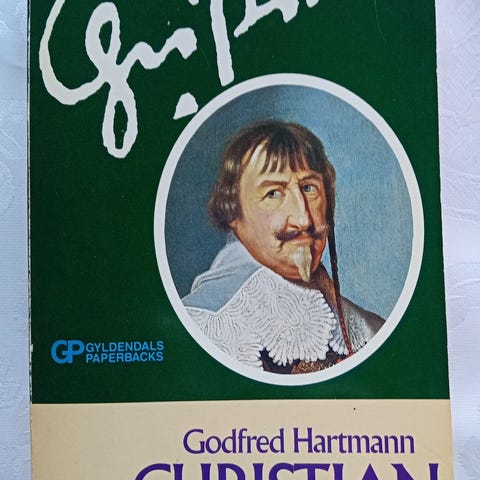 GP GYLDENDALS
PAPERBACKS
Godfred Hartmann
CHRISTIAN